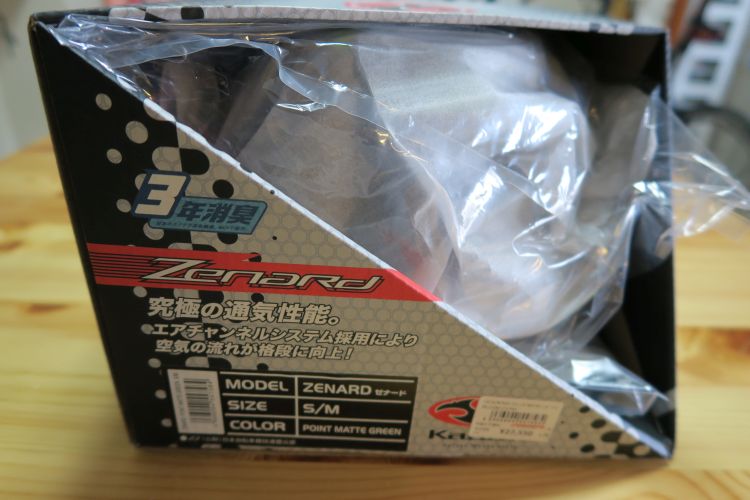 3年消臭
Zenard
究極の通気性能。
エアチャンネルシステム採用により
空気の流れが格段に向上!
MODEL ZENARD ゼナード
SIZE S/M
COLOR POINT MATTE GREEN